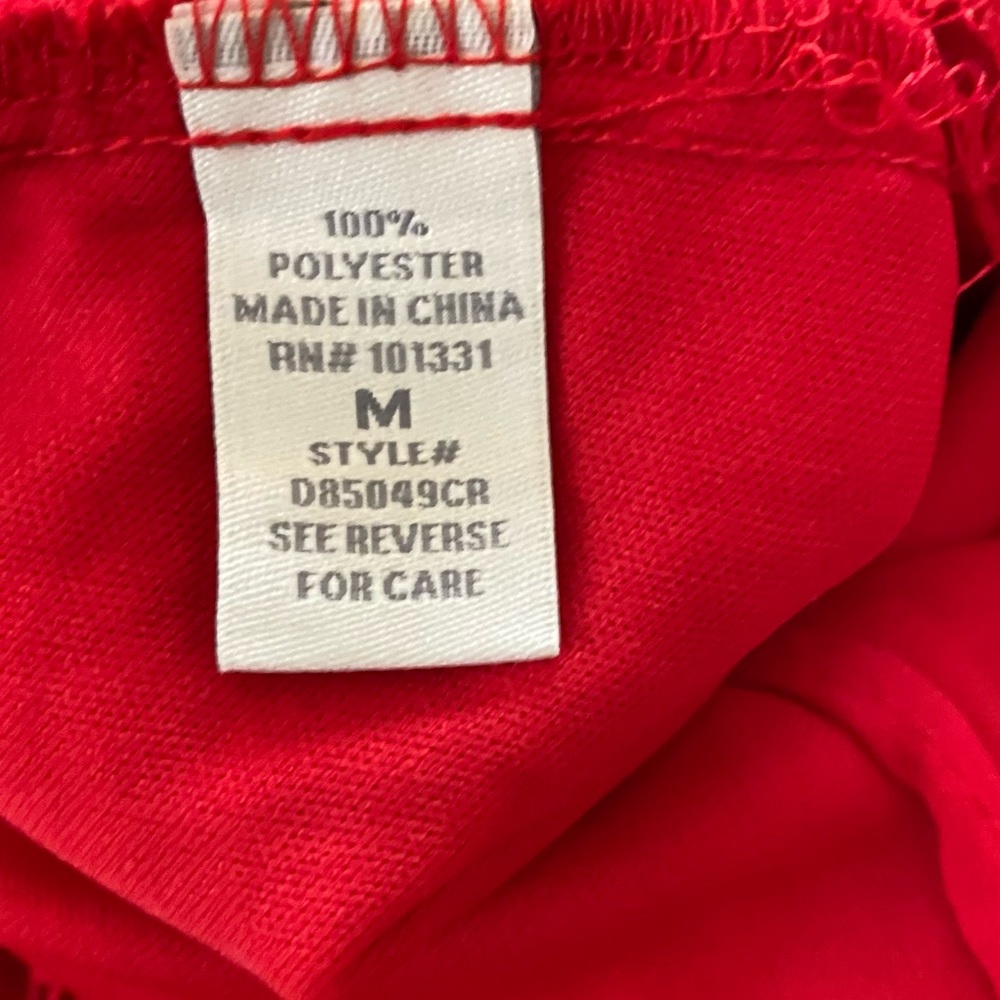 100%
POLYESTER
MADE IN CHINA
RN# 101331
M
STYLE#
D85049CR
SEE REVERSE
FOR CARE